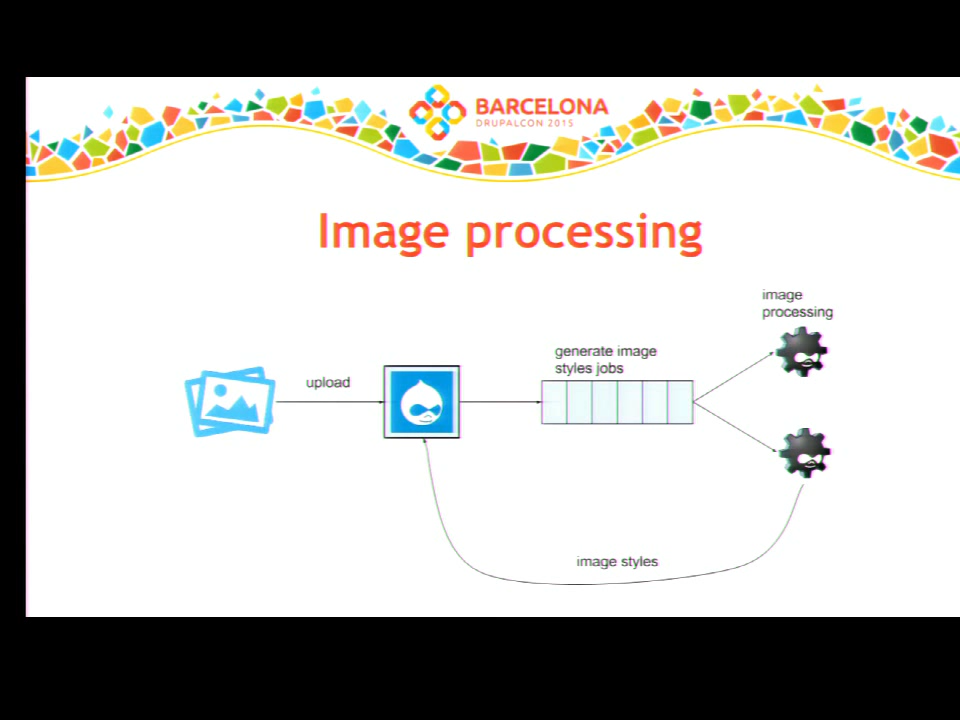 BARCELONA
DRUPALCON 2015
Image processing
image
processing
generate image
styles jobs
upload
image styles